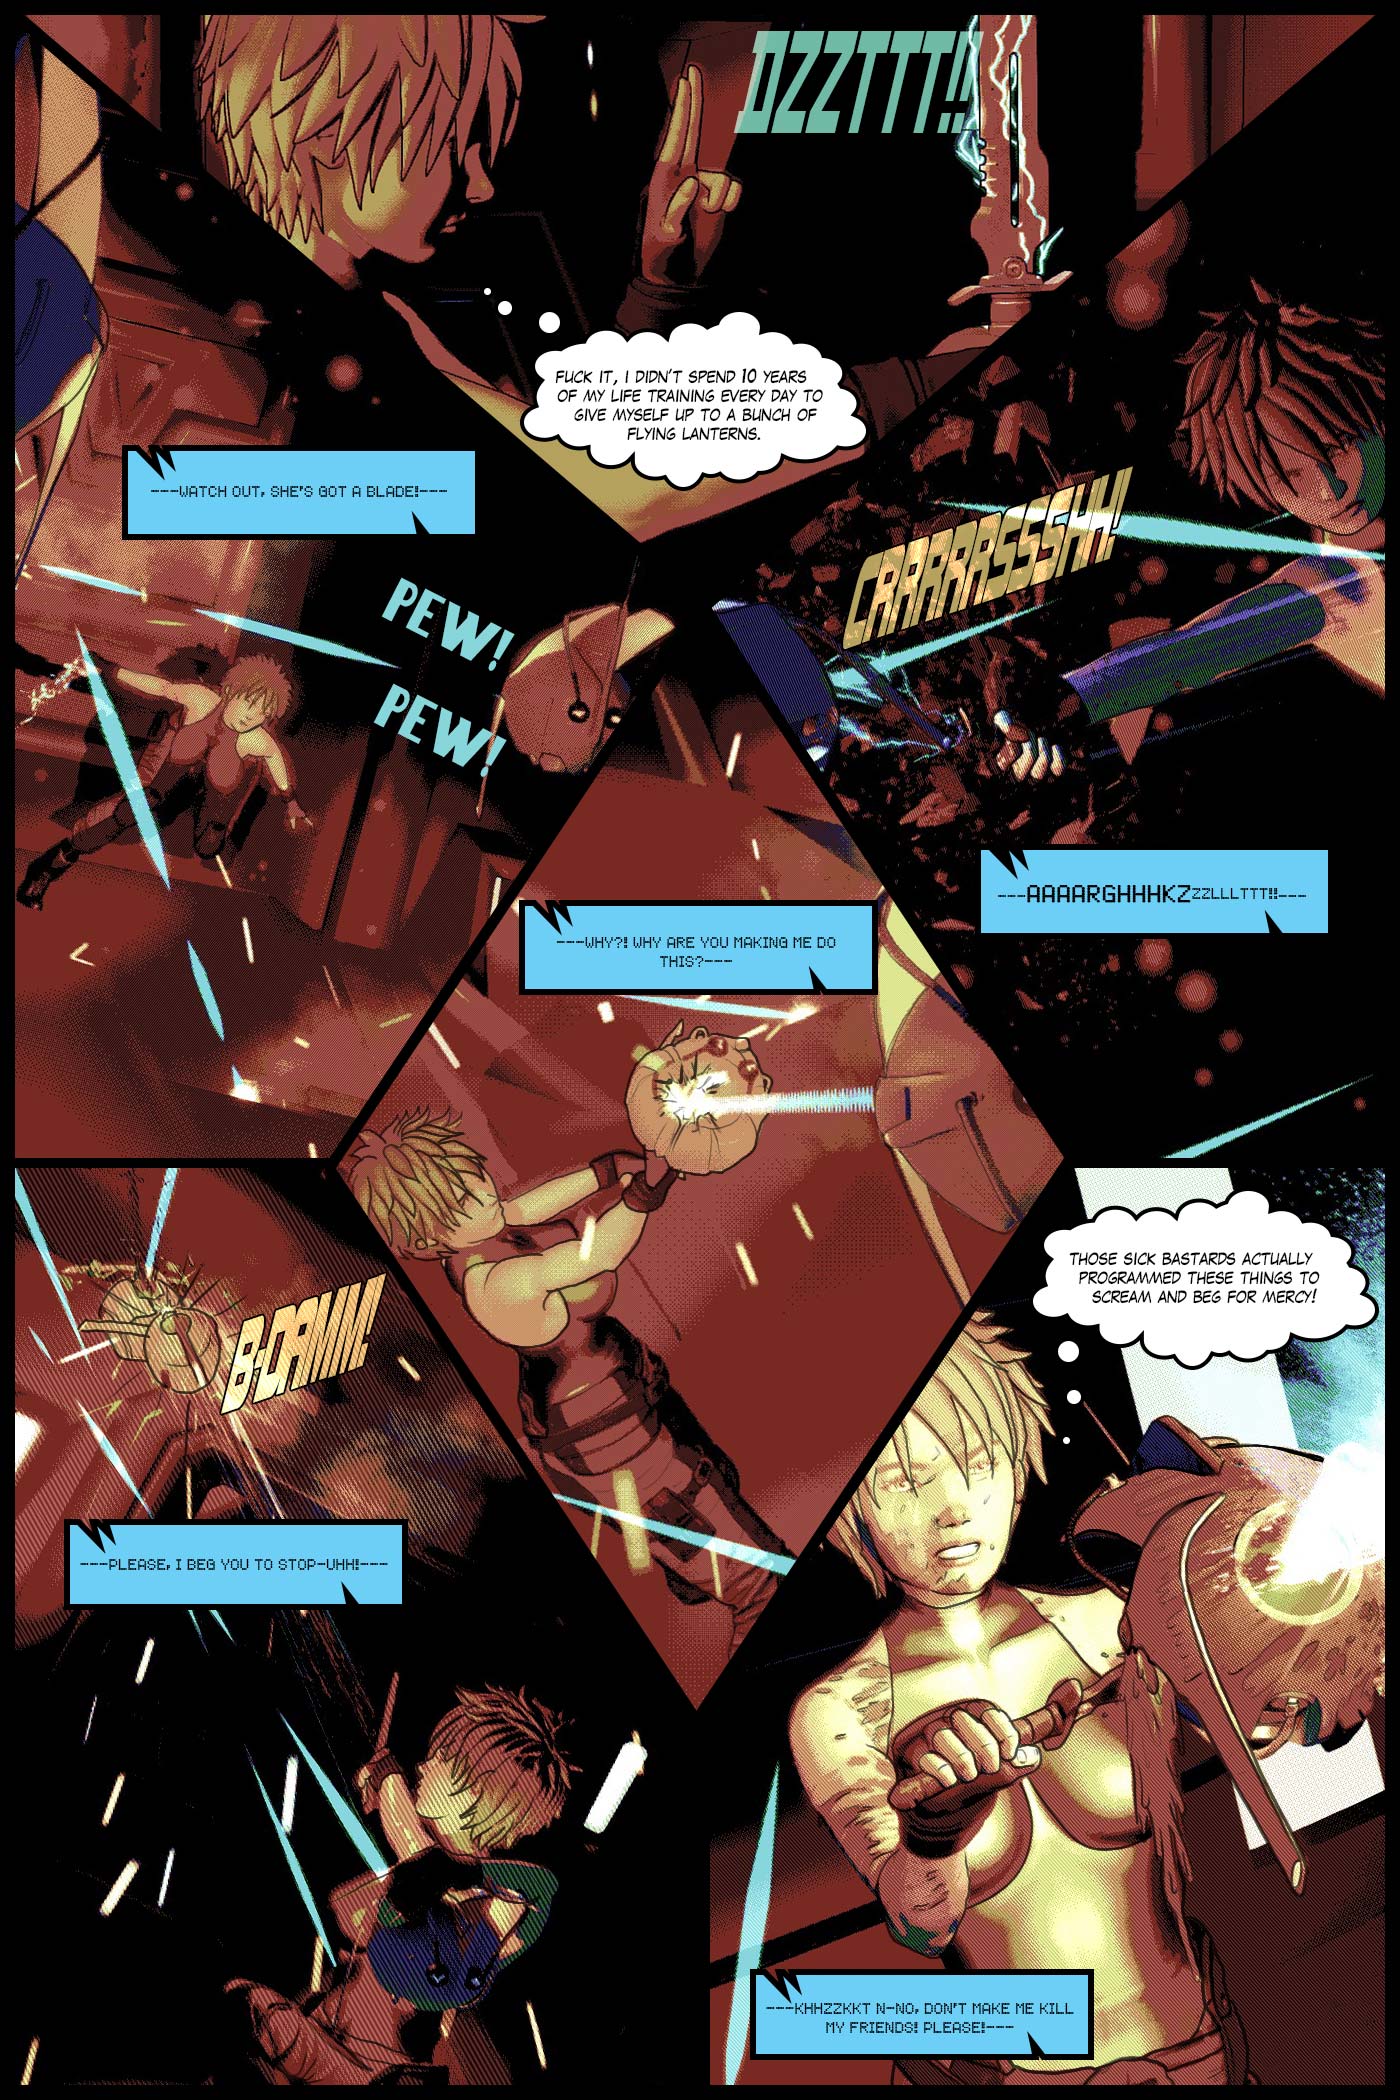 DZZTTT!!
FUCK IT, I DIDN'T SPEND 10 YEARS
OF MY LIFE TRAINING EVERY DAY TO
GIVE MYSELF UP TO A BUNCH OF
FLYING LANTERNS.
---WATCH OUT, SHE'S GOT A BLADE!---
PEW!
PEW!
CRRRRRSSSHH!
---AAAARGHHHKZZZLLLTTT!!---
---WHY?! WHY ARE YOU MAKING ME DO
THIS?---
B-DAMM!
---PLEASE, I BEG YOU TO STOP-UHH!---
THOSE SICK BASTARDS ACTUALLY
PROGRAMMED THESE THINGS TO
SCREAM AND BEG FOR MERCY!
---KHHZZKKT N-NO, DON'T MAKE ME KILL
MY FRIENDS! PLEASE!---